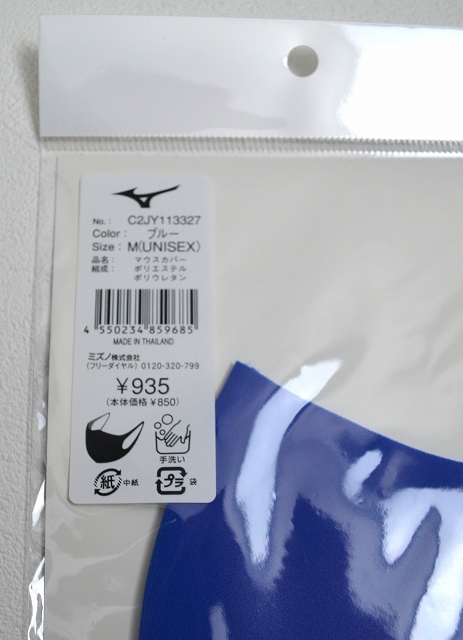 No.: C2JY113327
Color: ブルー
Size: M(UNISEX)
品名: マウスカバー
組成: ポリエステル
ポリウレタン
4 550234 859685
MADE IN THAILAND
ミズノ株式会社
(フリーダイヤル) 0120-320-799
¥935
(本体価格 ¥850)
手洗い
紙 中紙 プラ 袋